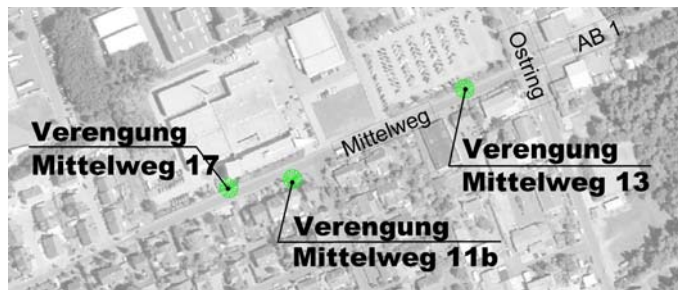 AB 1
Ostring
Mittelweg
Verengung
Mittelweg 17
Verengung
Mittelweg 13
Verengung
Mittelweg 11b